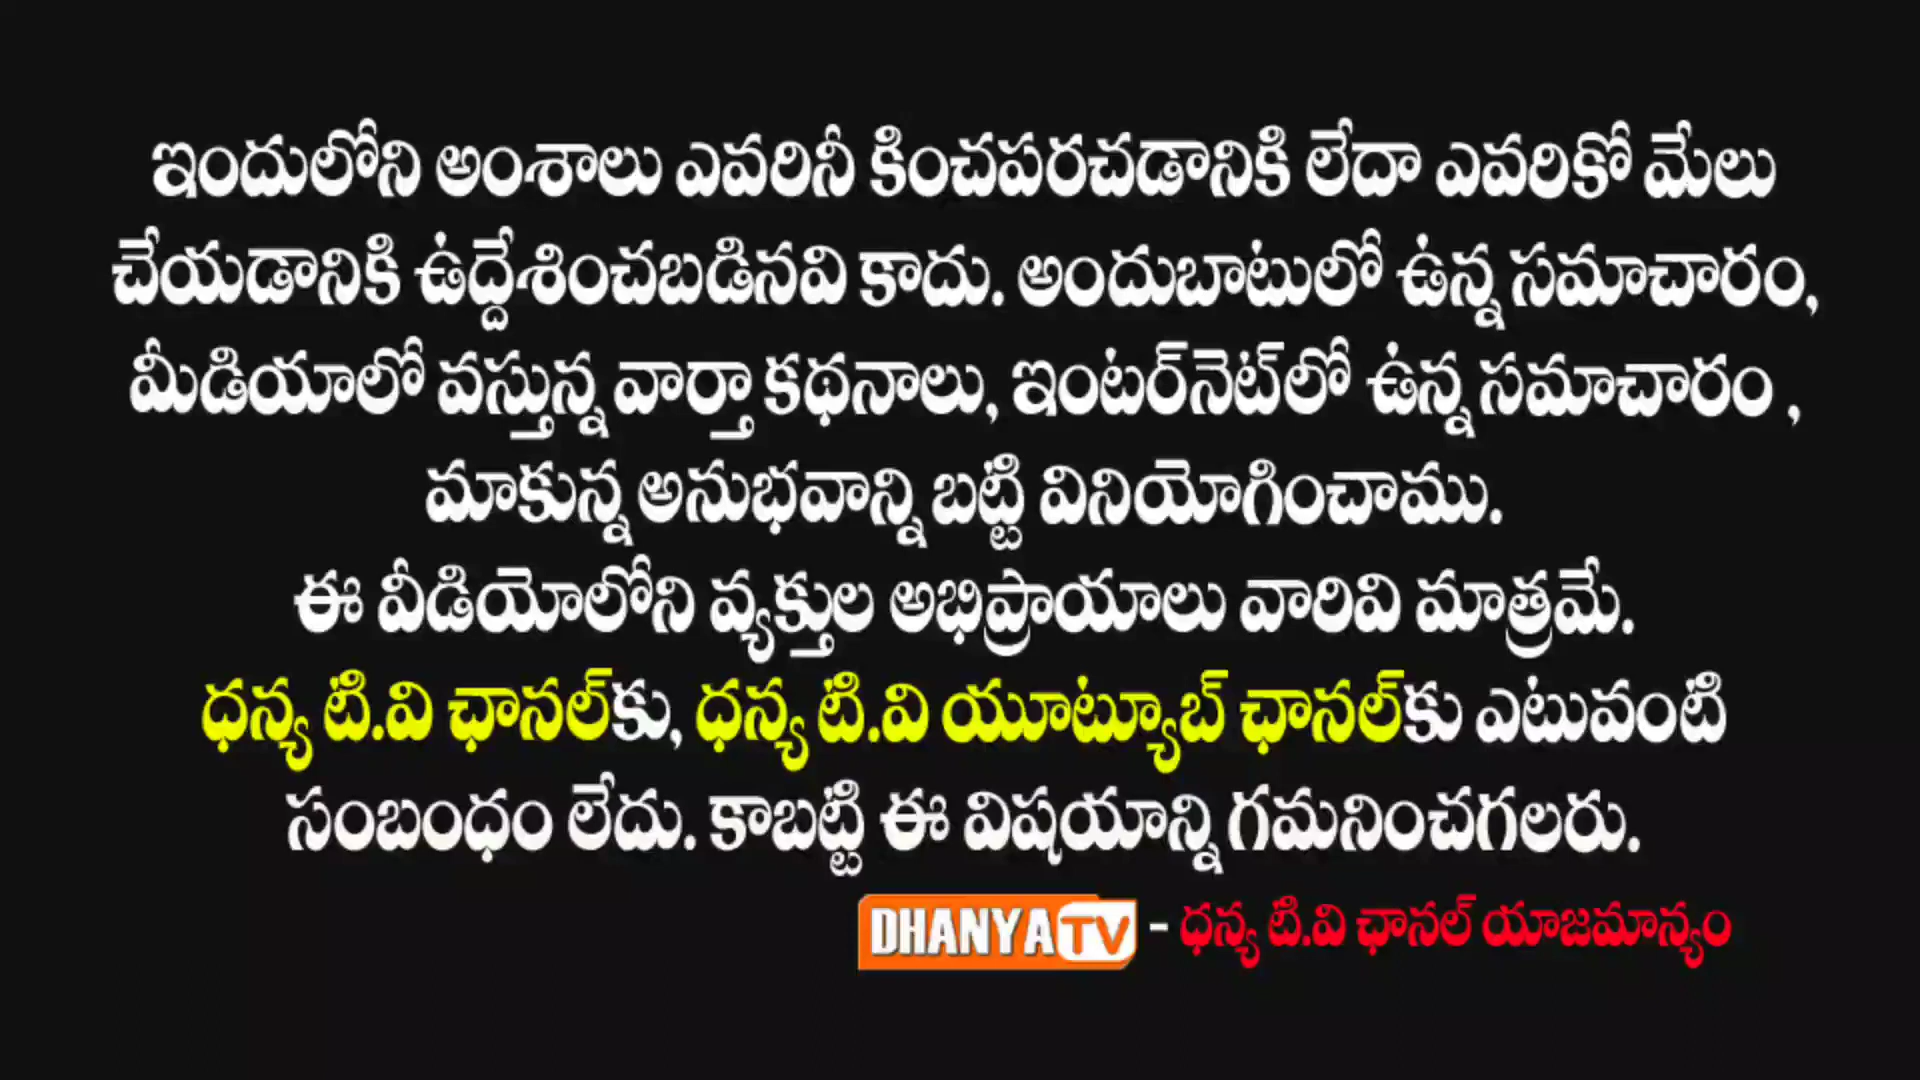 ఇందులోని అంశాలు ఎవరినీ కించపరచడానికి లేదా ఎవరికో మేలు
చేయడానికి ఉద్దేశించబడినవి కాదు. అందుబాటులో ఉన్న సమాచారం,
మీడియాలో వస్తున్న వార్తా కథనాలు, ఇంటర్‌నెట్‌లో ఉన్న సమాచారం ,
మాకున్న అనుభవాన్ని బట్టి వినియోగించాము.
ఈ వీడియోలోని వ్యక్తుల అభిప్రాయాలు వారివి మాత్రమే.
ధన్య టి.వి ఛానల్‌కు, ధన్య టి.వి యూట్యూబ్ ఛానల్‌కు ఎటువంటి
సంబంధం లేదు. కాబట్టి ఈ విషయాన్ని గమనించగలరు.
DHANYA TV - ధన్య టి.వి ఛానల్ యాజమాన్యం